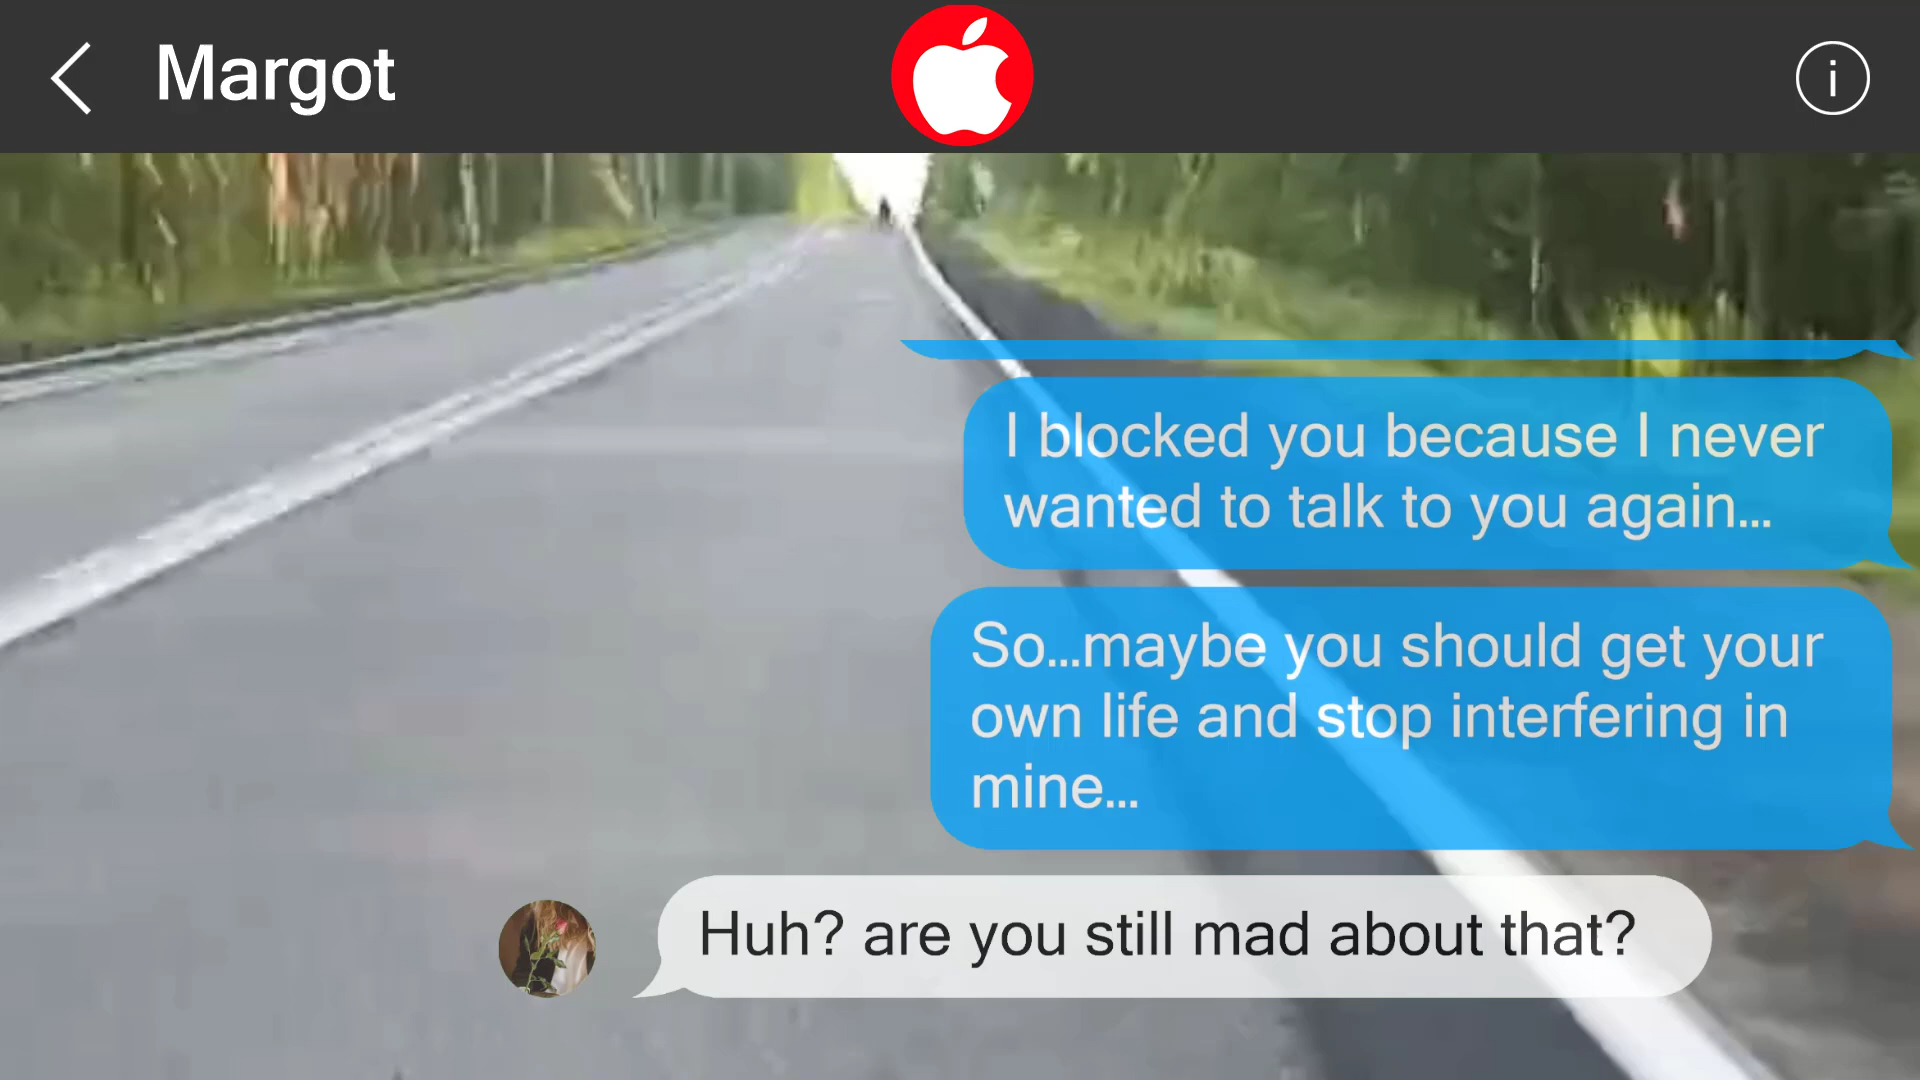 Margot
i
I blocked you because I never
wanted to talk to you again...
So...maybe you should get your
own life and stop interfering in
mine...
Huh? are you still mad about that?